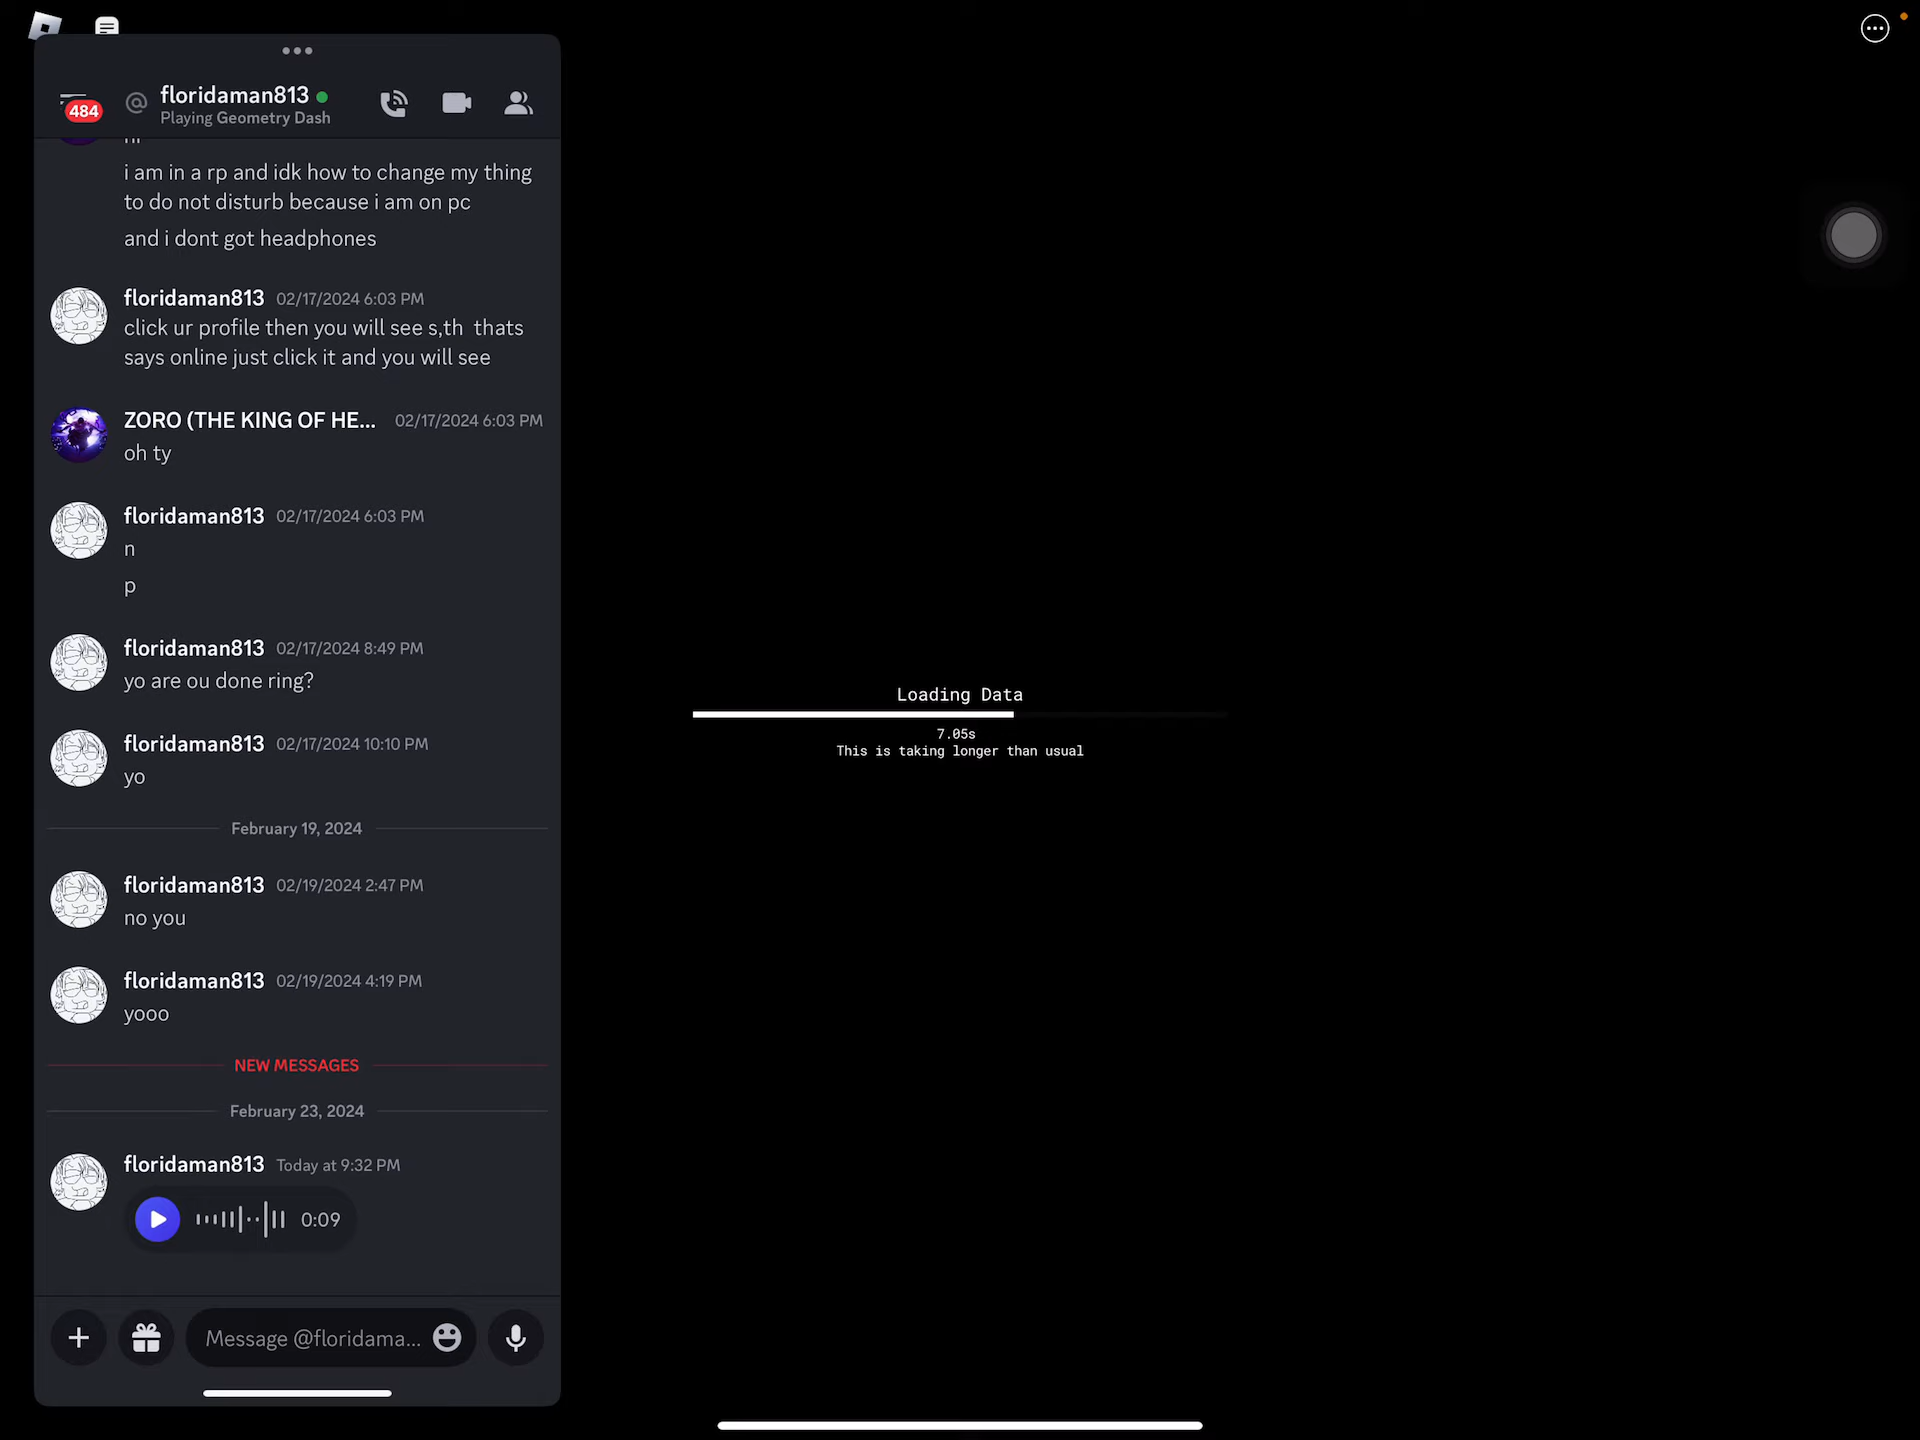 484
floridaman813
Playing Geometry Dash
i am in a rp and idk how to change my thing
to do not disturb because i am on pc
and i dont got headphones
floridaman813 02/17/2024 6:03 PM
click ur profile then you will see s,th  thats
says online just click it and you will see
ZORO (THE KING OF HE... 02/17/2024 6:03 PM
oh ty
floridaman813 02/17/2024 6:03 PM
n
p
floridaman813 02/17/2024 8:49 PM
yo are ou done ring?
floridaman813 02/17/2024 10:10 PM
yo
February 19, 2024
floridaman813 02/19/2024 2:47 PM
no you
floridaman813 02/19/2024 4:19 PM
yooo
NEW MESSAGES
February 23, 2024
floridaman813 Today at 9:32 PM
0:09
Message @floridama...
Loading Data
7.05s
This is taking longer than usual